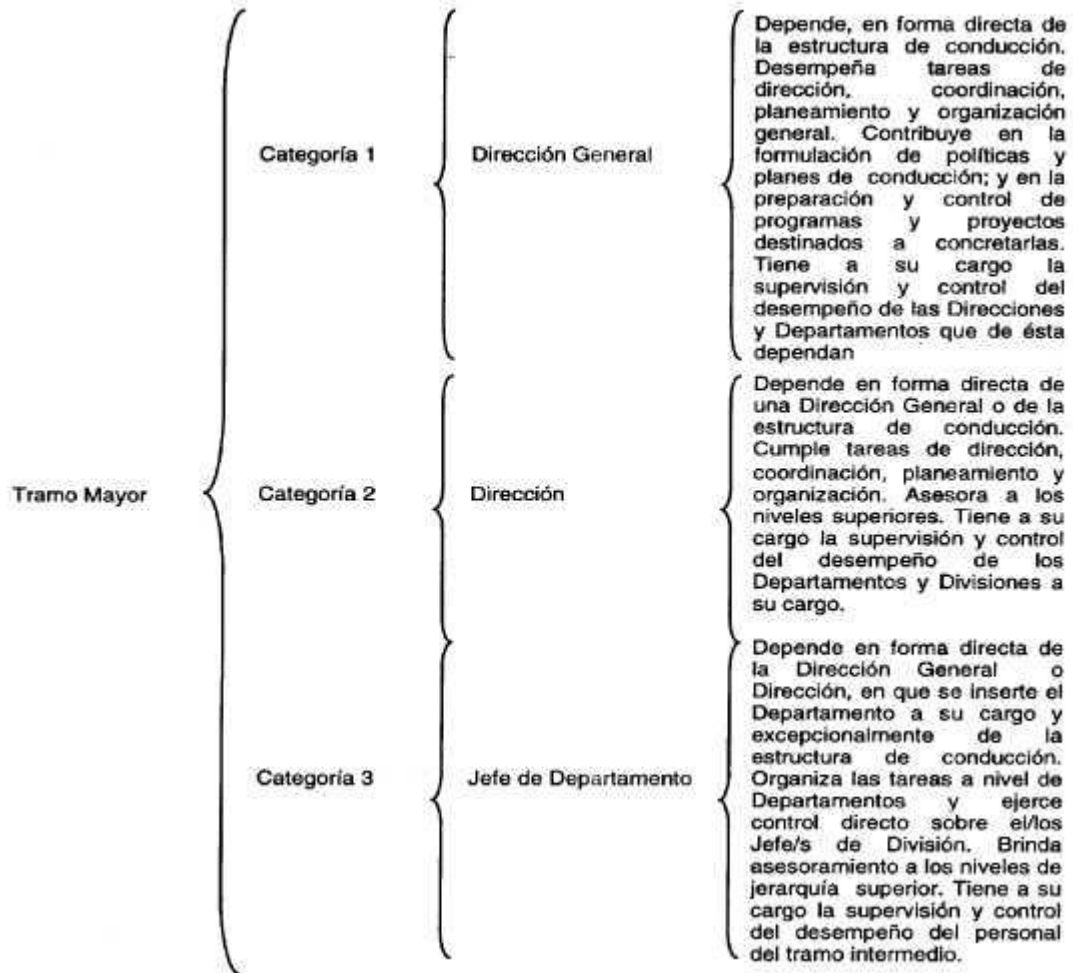 Tramo Mayor
Categoría 1
Dirección General
Depende, en forma directa de
la estructura de conducción.
Desempeña tareas de
dirección, coordinación,
planeamiento y organización
general. Contribuye en la
formulación de políticas y
planes de conducción; y en la
preparación y control de
programas y proyectos
destinados a concretarlas.
Tiene a su cargo la
supervisión y control del
desempeño de las Direcciones
y Departamentos que de ésta
dependan
Categoría 2
Dirección
Depende en forma directa de
una Dirección General o de la
estructura de conducción.
Cumple tareas de dirección,
coordinación, planeamiento y
organización. Asesora a los
niveles superiores. Tiene a su
cargo la supervisión y control
del desempeño de los
Departamentos y Divisiones a
su cargo.
Categoría 3
Jefe de Departamento
Depende en forma directa de
la Dirección General o
Dirección, en que se inserte el
Departamento a su cargo y
excepcionalmente de la
estructura de conducción.
Organiza las tareas a nivel de
Departamentos y ejerce
control directo sobre el/los
Jefe/s de División. Brinda
asesoramiento a los niveles de
jerarquía superior. Tiene a su
cargo la supervisión y control
del desempeño del personal
del tramo intermedio.